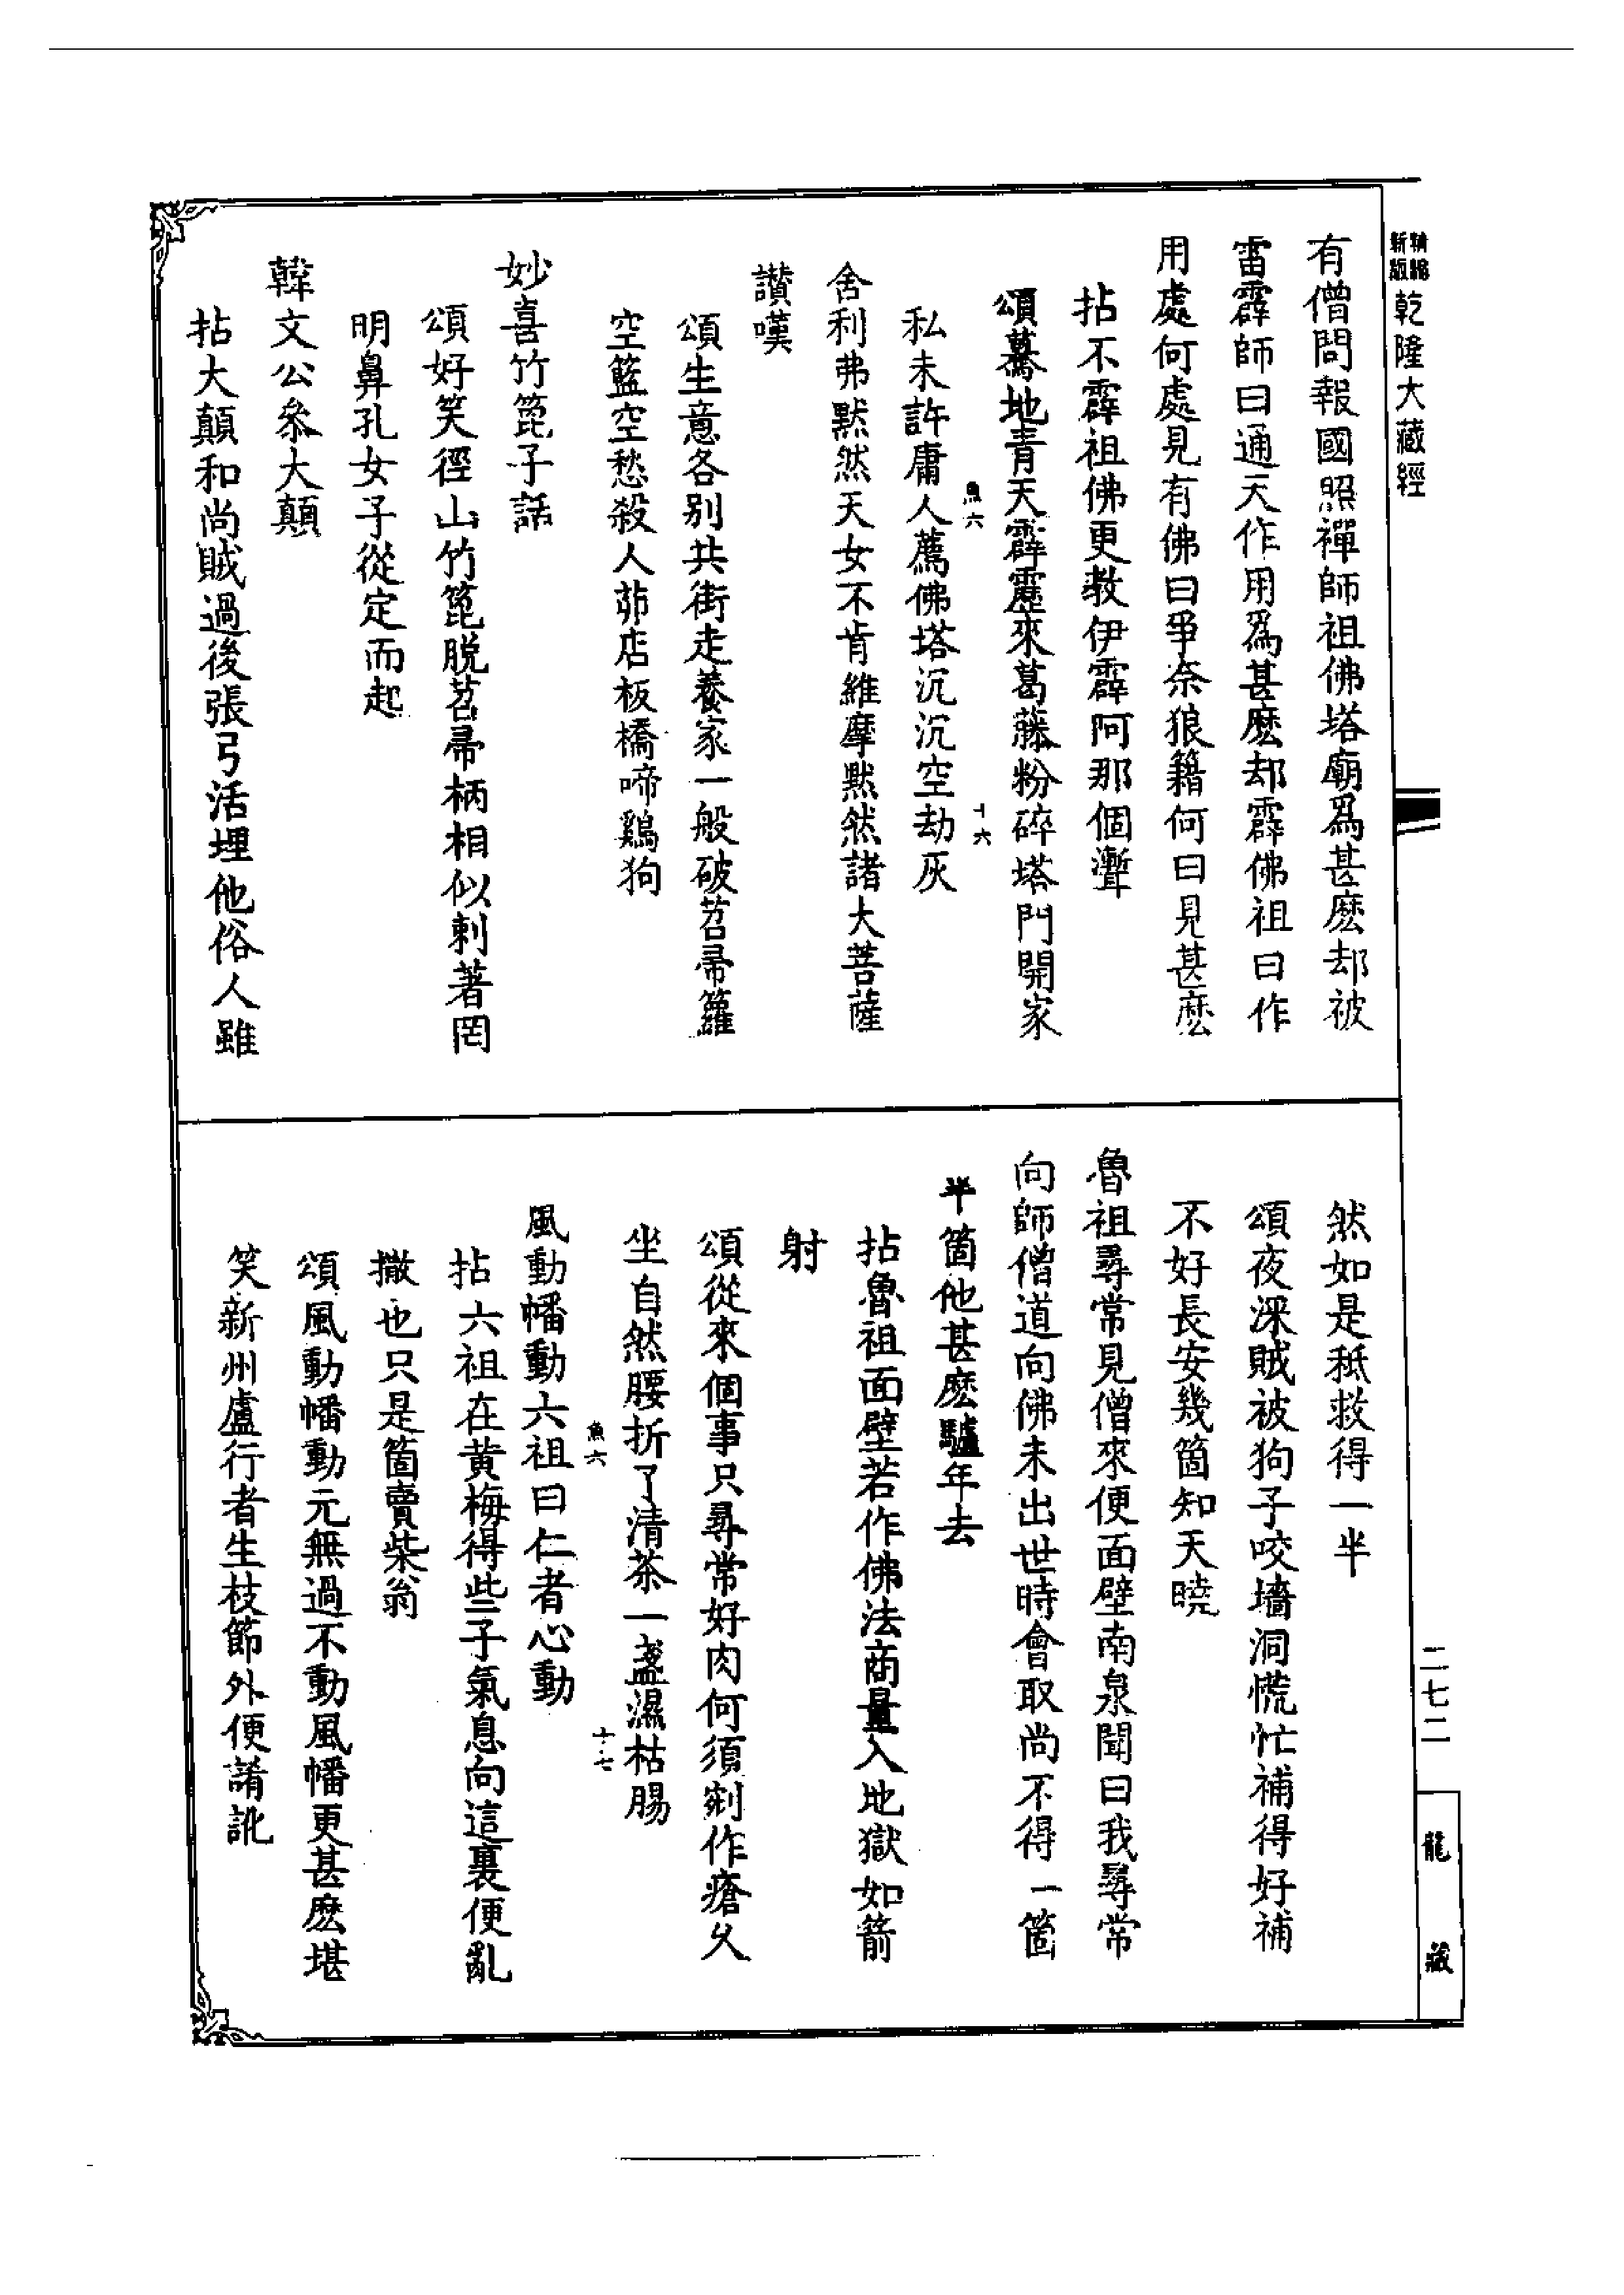 新版
精縮
乾隆大藏經
有僧問報國照禪師祖佛塔廟爲甚麽却被
雷霹師曰通天作用爲甚麽却霹佛祖曰作
用處何處見有佛曰爭奈狼籍何曰見甚麽
拈不霹祖佛更教伊霹阿那個聻
頌驀地青天霹靂來葛藤粉碎塔門開家
私未許庸人薦佛塔沉沉空劫灰
魚六
十六
舍利弗默然天女不肯維摩默然諸大菩薩
讃嘆
頌生意各別共街走養家一般破苕帚籮
空籃空愁殺人茆店板橋啼鷄狗
妙喜竹篦子話
頌好笑徑山竹篦脫苕帚柄相似刺著罔
明鼻孔女子從定而起
韓文公叅大顛
拈大顛和尚賊過後張弓活埋他俗人雖
然如是秪救得一半
頌夜深賊被狗子咬墻洞慌忙補得好補
不好長安幾箇知天曉
魯祖尋常見僧來便面壁南泉聞曰我尋常
向師僧道向佛未出世時會取尚不得一箇
半箇他甚麽驢年去
拈魯祖面壁若作佛法商量入地獄如箭
射
頌從來個事只尋常好肉何須剜作瘡久
坐自然腰折了清茶一盞濕枯腸
魚六
十七
風動幡動六祖曰仁者心動
拈六祖在黄梅得些子氣息向這裏便亂
撒也只是箇賣柴翁
頌風動幡動元無過不動風幡更甚麽堪
笑新州盧行者生枝節外便誵訛
二七二
龍藏